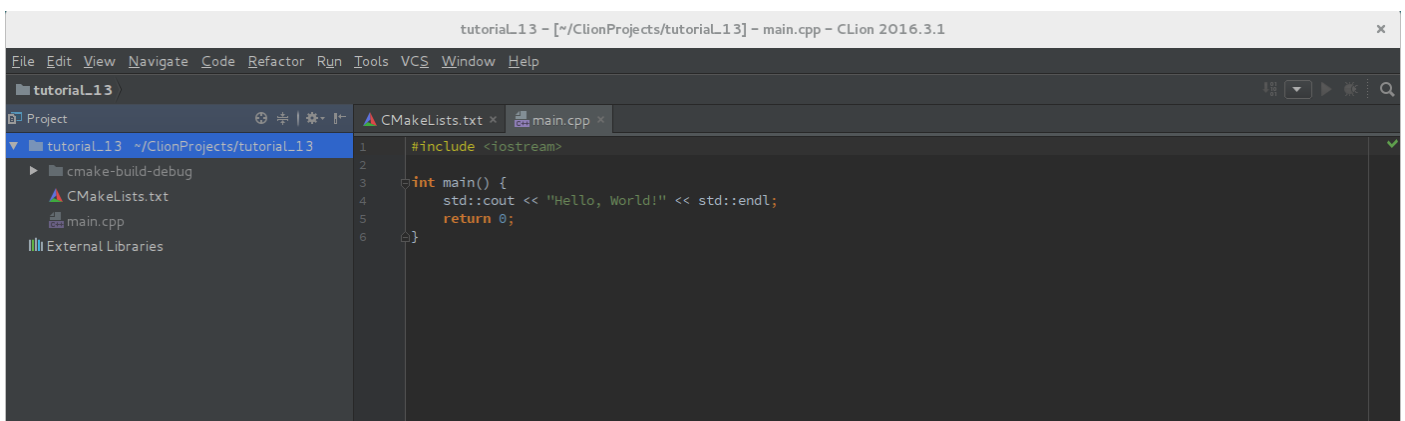 tutorial_13 – [~/ClionProjects/tutorial_13] – main.cpp – CLion 2016.3.1
File Edit View Navigate Code Refactor Run Tools VCS Window Help
tutorial_13
Project
CMakeLists.txt
main.cpp
tutorial_13 ~/ClionProjects/tutorial_13
cmake-build-debug
CMakeLists.txt
main.cpp
External Libraries
1 #include <iostream>
2
3 int main() {
4 std::cout << "Hello, World!" << std::endl;
5 return 0;
6 }